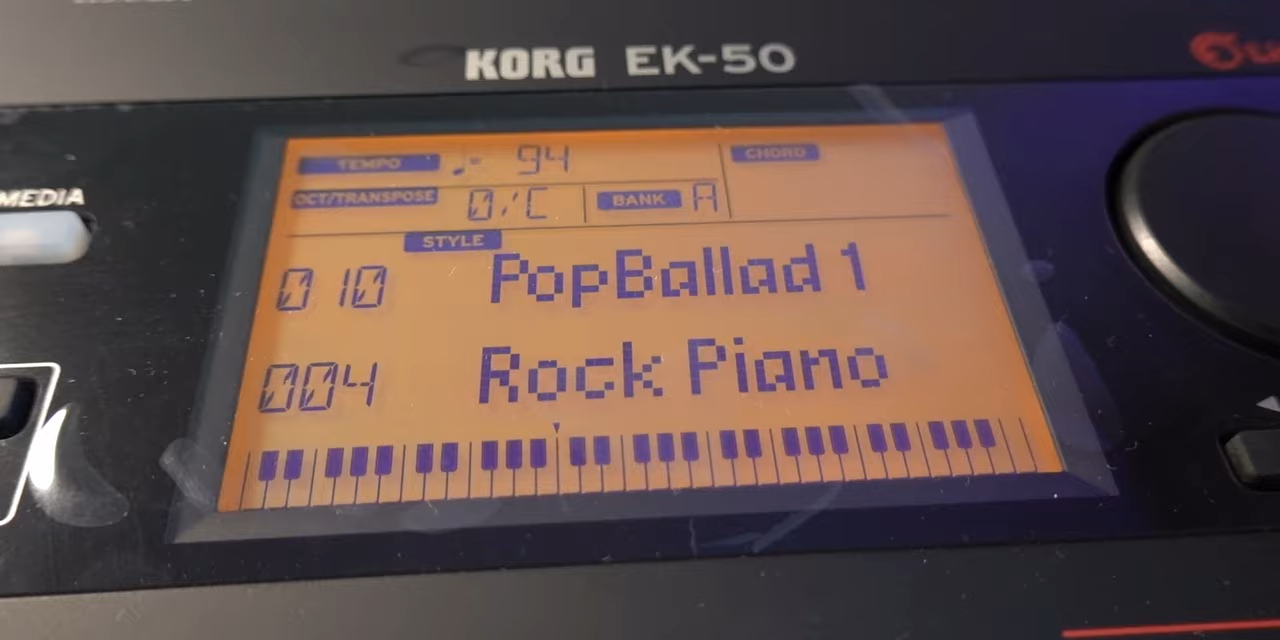 KORG EK-50
TEMPO ♩= 94
CHORD
OCT/TRANSPOSE 0/C BANK A
MEDIA
STYLE
010 PopBallad 1
004 Rock Piano